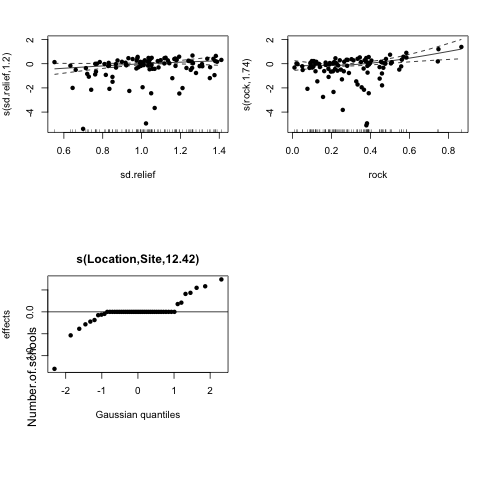 s(sd.relief,1.2)
2
0
-2
-4
0.6 0.8 1.0 1.2 1.4
sd.relief
s(rock,1.74)
2
0
-2
-4
0.0 0.2 0.4 0.6 0.8
rock
s(Location,Site,12.42)
effects
Number.of.schools
0.0
-2 -1 0 1 2
Gaussian quantiles